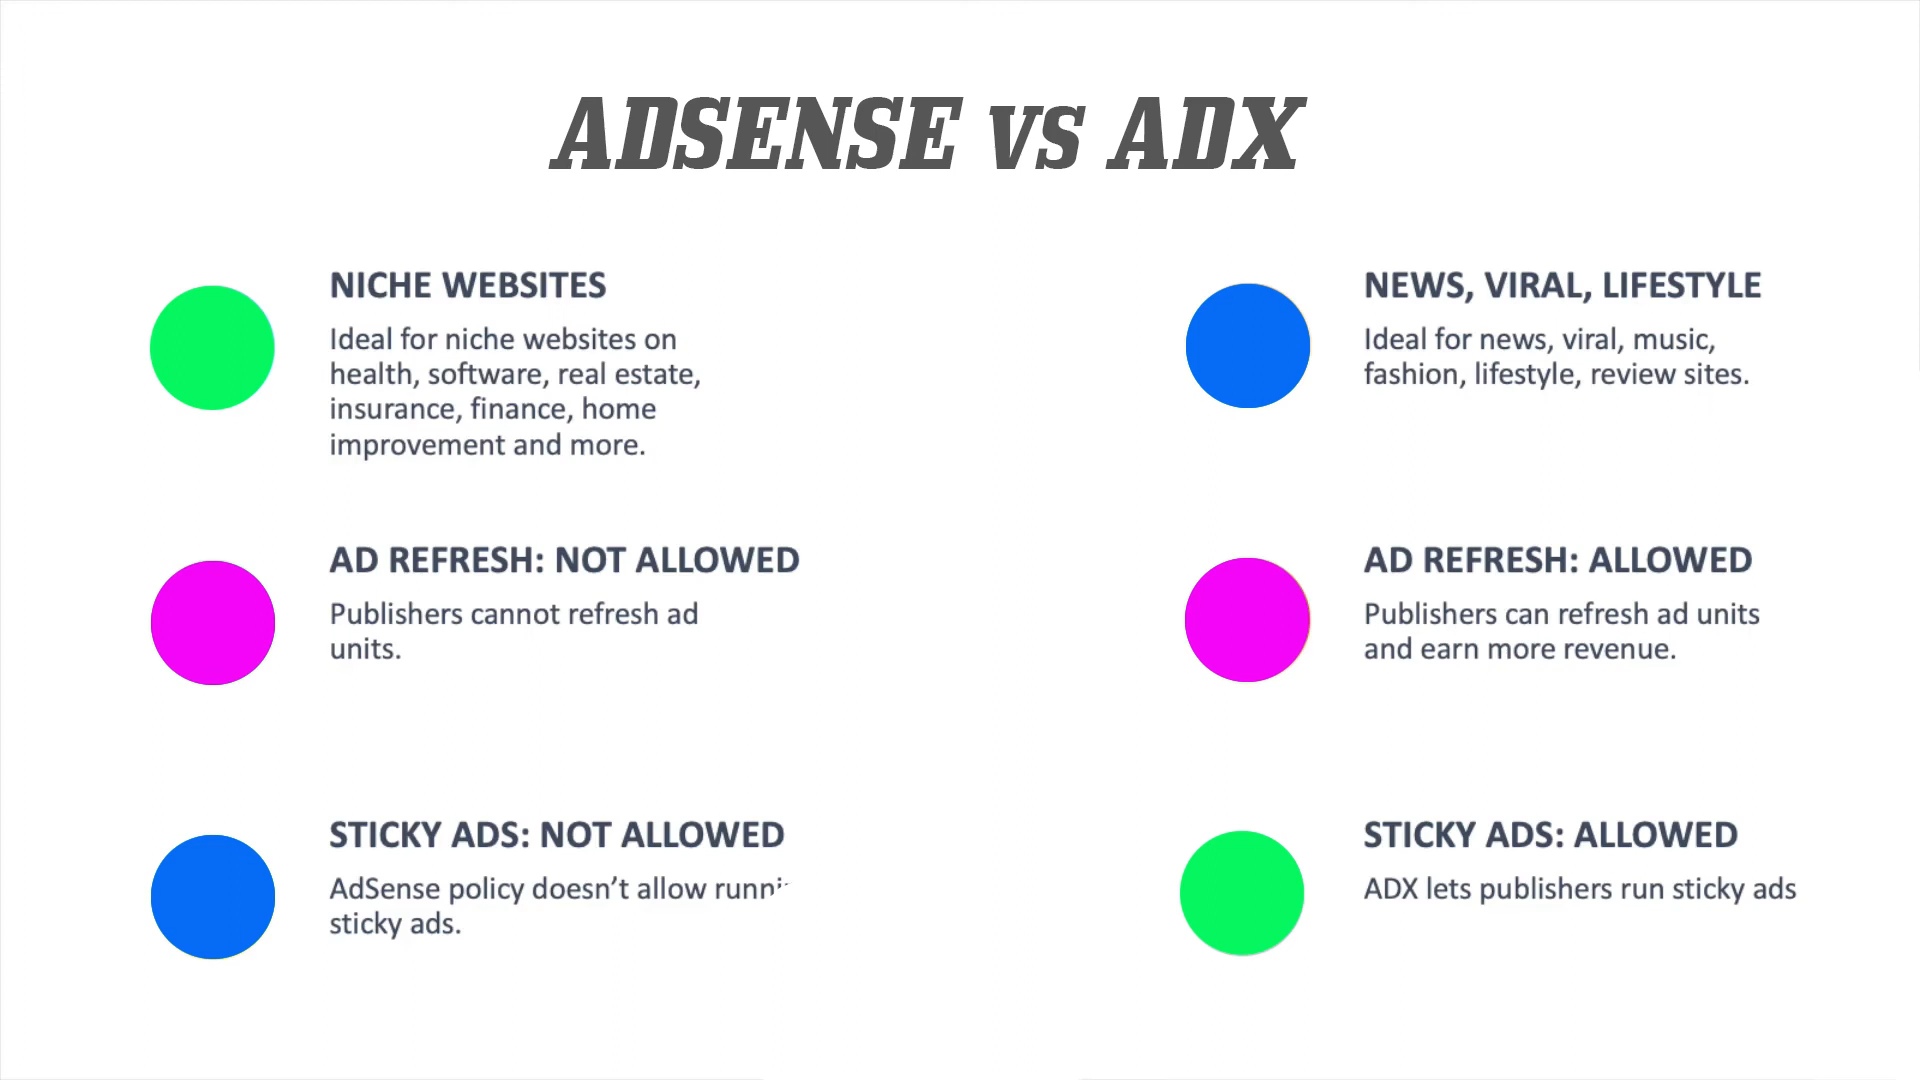 ADSENSE VS ADX
NICHE WEBSITES
Ideal for niche websites on
health, software, real estate,
insurance, finance, home
improvement and more.
AD REFRESH: NOT ALLOWED
Publishers cannot refresh ad
units.
STICKY ADS: NOT ALLOWED
AdSense policy doesn’t allow
sticky ads.
NEWS, VIRAL, LIFESTYLE
Ideal for news, viral, music,
fashion, lifestyle, review sites.
AD REFRESH: ALLOWED
Publishers can refresh ad units
and earn more revenue.
STICKY ADS: ALLOWED
ADX lets publishers run sticky ads